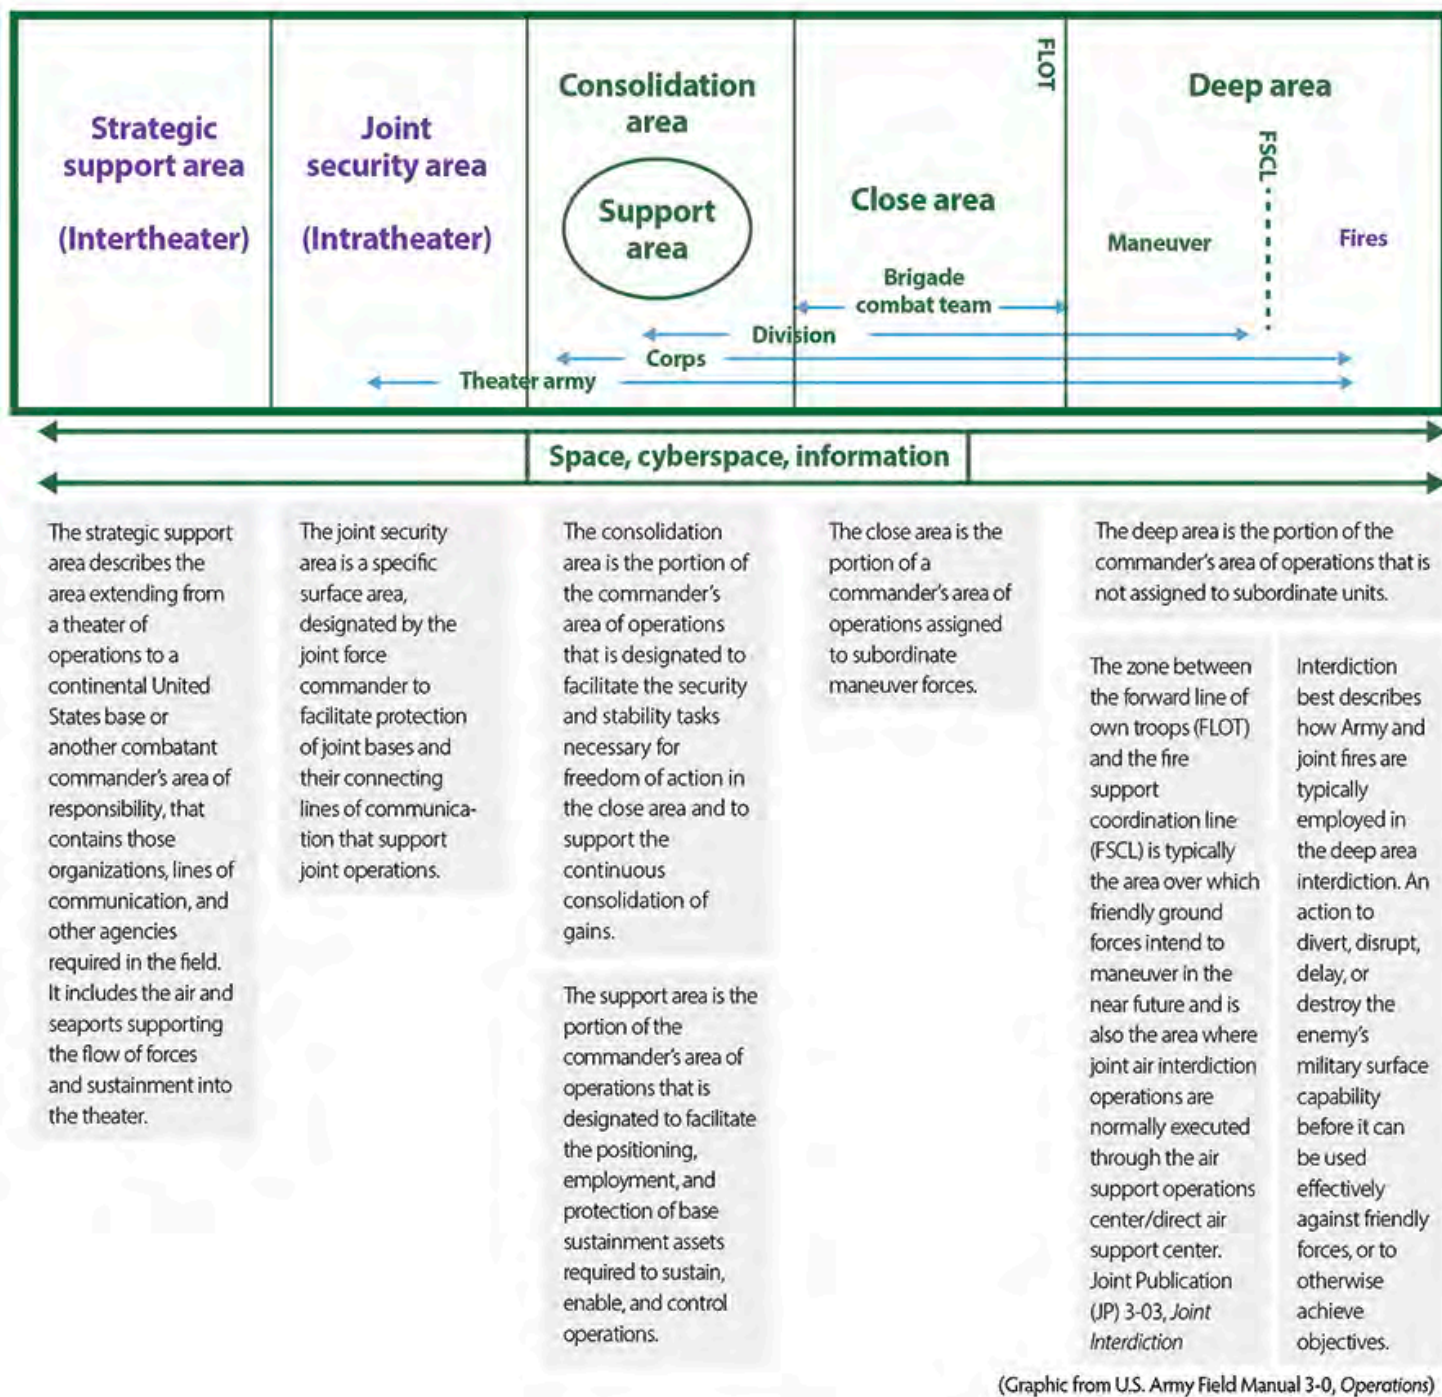 Strategic
support area
(Intertheater)
Joint
security area
(Intratheater)
Consolidation
area
Support
area
Close area
FLOT
Deep area
FSCL
Maneuver
Fires
Brigade
combat team
Division
Corps
Theater army
Space, cyberspace, information
The strategic support
area describes the
area extending from
a theater of
operations to a
continental United
States base or
another combatant
commander's area of
responsibility, that
contains those
organizations, lines of
communication, and
other agencies
required in the field.
It includes the air and
seaports supporting
the flow of forces
and sustainment into
the theater.
The joint security
area is a specific
surface area,
designated by the
joint force
commander to
facilitate protection
of joint bases and
their connecting
lines of communica-
tion that support
joint operations.
The consolidation
area is the portion of
the commander's
area of operations
that is designated to
facilitate the security
and stability tasks
necessary for
freedom of action in
the close area and to
support the
continuous
consolidation of
gains.
The support area is the
portion of the
commander's area of
operations that is
designated to facilitate
the positioning,
employment, and
protection of base
sustainment assets
required to sustain,
enable, and control
operations.
The close area is the
portion of a
commander's area of
operations assigned
to subordinate
maneuver forces.
The deep area is the portion of the
commander's area of operations that is
not assigned to subordinate units.
The zone between
the forward line of
own troops (FLOT)
and the fire
support
coordination line
(FSCL) is typically
the area over which
friendly ground
forces intend to
maneuver in the
near future and is
also the area where
joint air interdiction
operations are
normally executed
through the air
support operations
center/direct air
support center.
Joint Publication
(JP) 3-03, Joint
Interdiction
Interdiction
best describes
how Army and
joint fires are
typically
employed in
the deep area
interdiction. An
action to
divert, disrupt,
delay, or
destroy the
enemy's
military surface
capability
before it can
be used
effectively
against friendly
forces, or to
otherwise
achieve
objectives.
(Graphic from U.S. Army Field Manual 3-0, Operations)